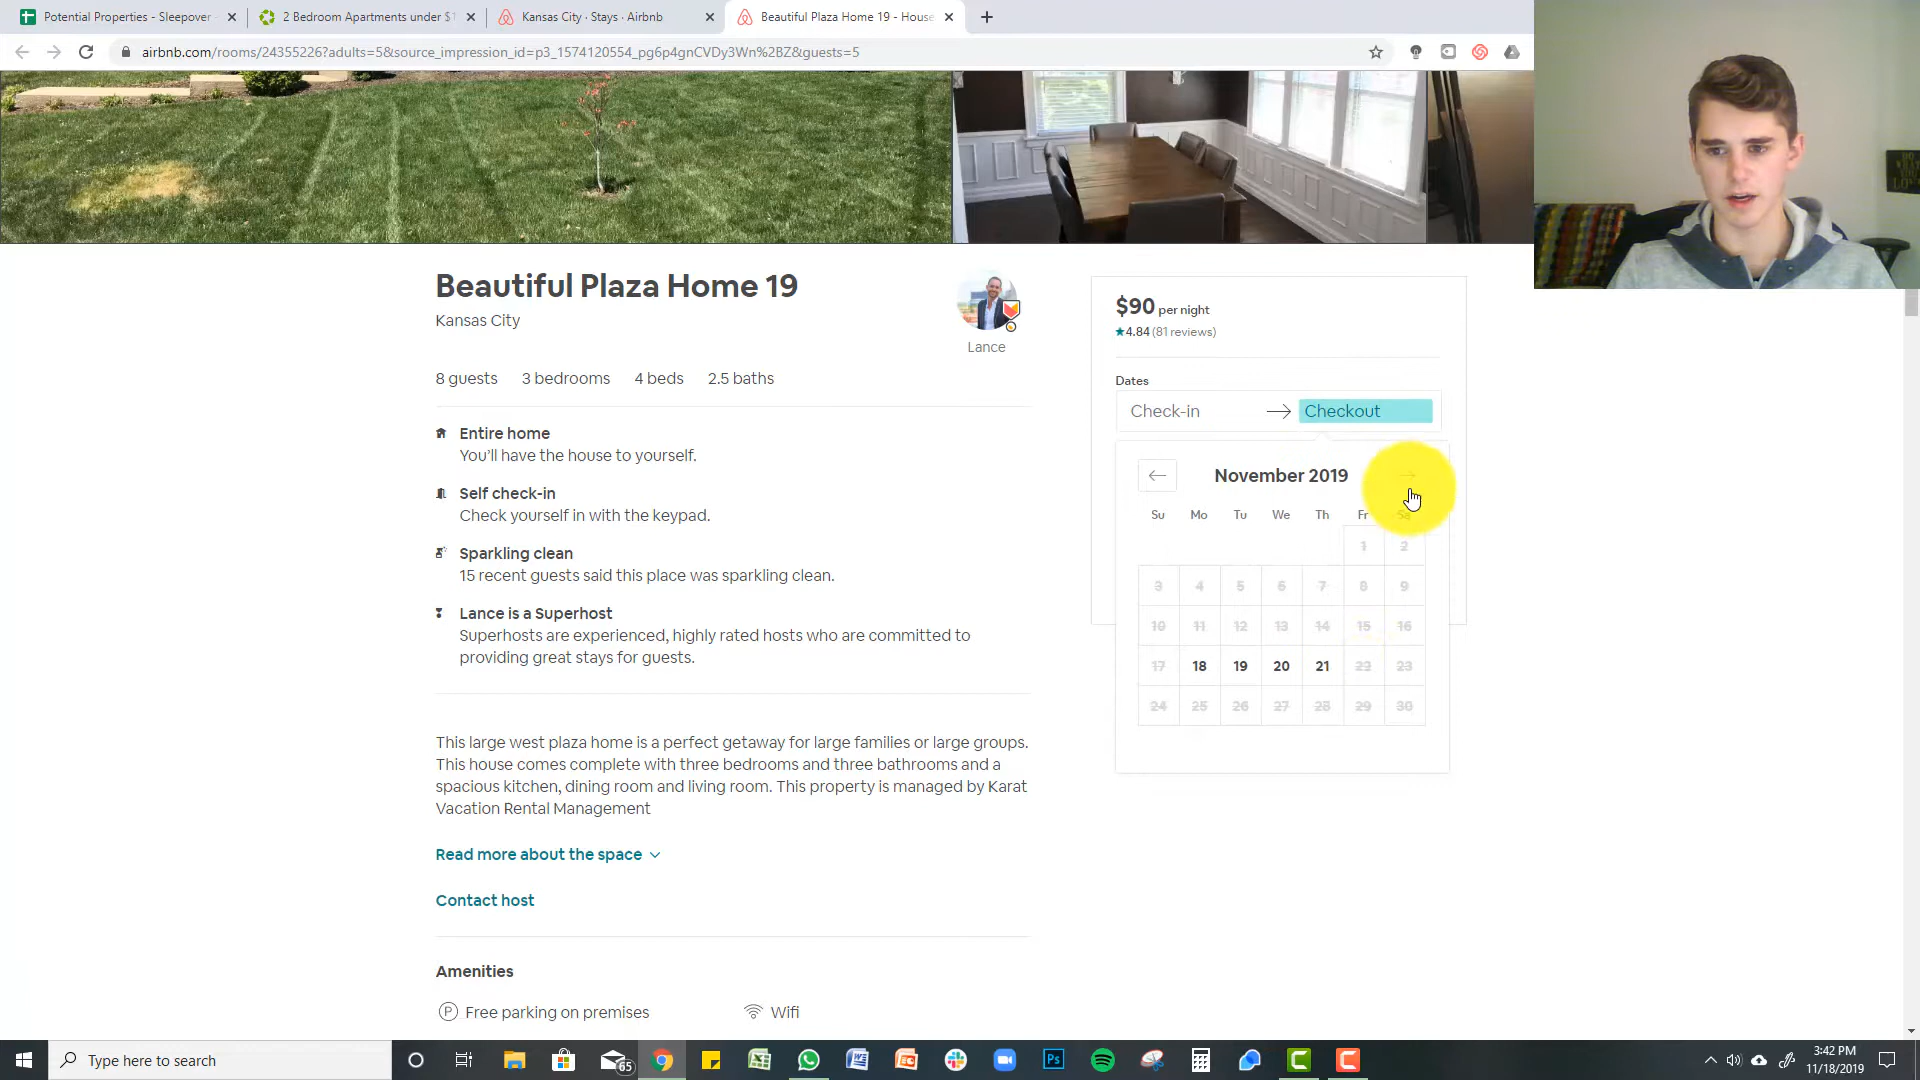 Potential Properties - Sleepover
2 Bedroom Apartments under $1
Kansas City · Stays · Airbnb
Beautiful Plaza Home 19 - House
airbnb.com/rooms/24355226?adults=5&source_impression_id=p3_1574120554_pg6p4gnCVDy3Wn%2BZ&guests=5
Beautiful Plaza Home 19
Kansas City
Lance
8 guests 3 bedrooms 4 beds 2.5 baths
Entire home
You’ll have the house to yourself.
Self check-in
Check yourself in with the keypad.
Sparkling clean
15 recent guests said this place was sparkling clean.
Lance is a Superhost
Superhosts are experienced, highly rated hosts who are committed to
providing great stays for guests.
This large west plaza home is a perfect getaway for large families or large groups.
This house comes complete with three bedrooms and three bathrooms and a
spacious kitchen, dining room and living room. This property is managed by Karat
Vacation Rental Management
Read more about the space
Contact host
Amenities
Free parking on premises Wifi
$90 per night
★4.84 (81 reviews)
Dates
Check-in → Checkout
← November 2019 →
Su Mo Tu We Th Fr Sa
1 2
3 4 5 6 7 8 9
10 11 12 13 14 15 16
17 18 19 20 21 22 23
24 25 26 27 28 29 30
Type here to search
65
3:42 PM
11/18/2019